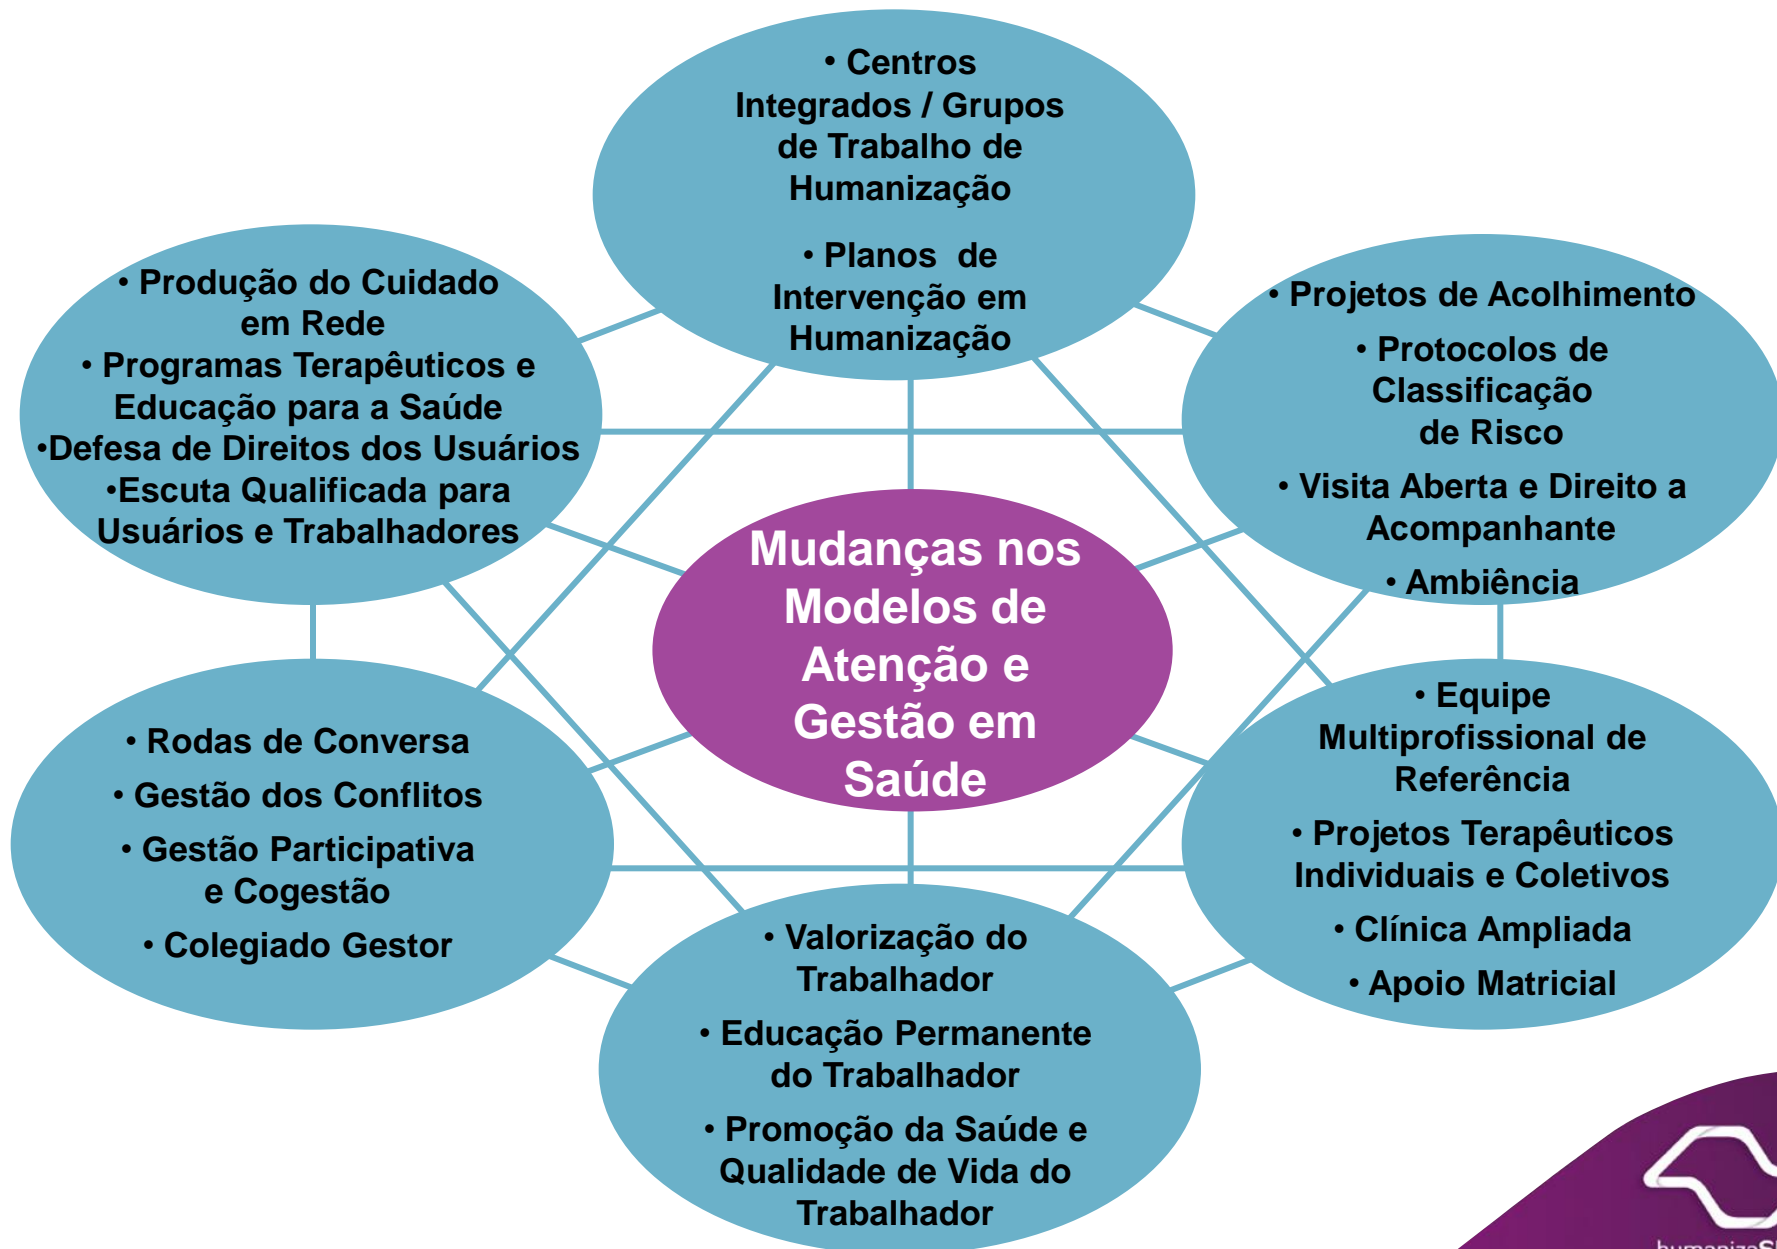 • Centros
Integrados / Grupos
de Trabalho de
Humanização
• Planos de
Intervenção em
Humanização
• Produção do Cuidado
em Rede
• Programas Terapêuticos e
Educação para a Saúde
•Defesa de Direitos dos Usuários
•Escuta Qualificada para
Usuários e Trabalhadores
• Projetos de Acolhimento
• Protocolos de
Classificação
de Risco
• Visita Aberta e Direito a
Acompanhante
• Ambiência
Mudanças nos
Modelos de
Atenção e
Gestão em
Saúde
• Rodas de Conversa
• Gestão dos Conflitos
• Gestão Participativa
e Cogestão
• Colegiado Gestor
• Equipe
Multiprofissional de
Referência
• Projetos Terapêuticos
Individuais e Coletivos
• Clínica Ampliada
• Apoio Matricial
• Valorização do
Trabalhador
• Educação Permanente
do Trabalhador
• Promoção da Saúde e
Qualidade de Vida do
Trabalhador